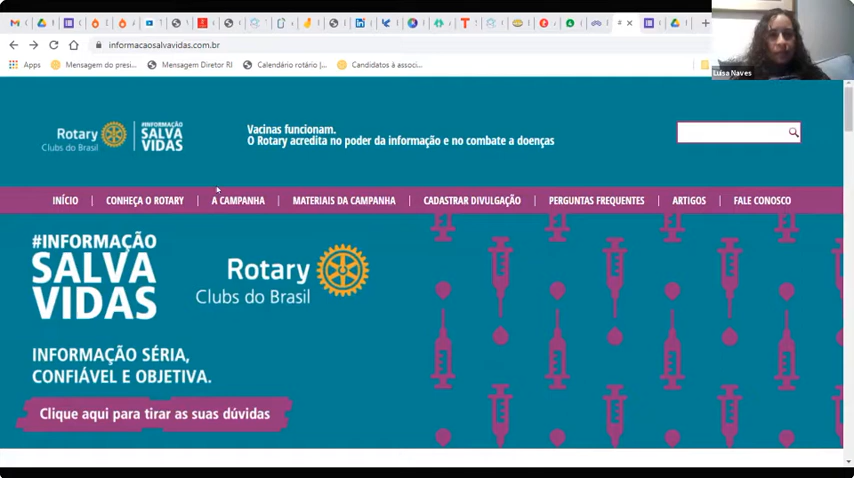 informacaosalvavidas.com.br
Apps
Mensagem do presi...
Mensagem Diretor RI
Calendário rotário |...
Candidatos à associ...
Luisa Naves
Rotary
Clubs do Brasil
#INFORMAÇÃO
SALVA
VIDAS
Vacinas funcionam.
O Rotary acredita no poder da informação e no combate a doenças
INÍCIO
CONHEÇA O ROTARY
A CAMPANHA
MATERIAIS DA CAMPANHA
CADASTRAR DIVULGAÇÃO
PERGUNTAS FREQUENTES
ARTIGOS
FALE CONOSCO
#INFORMAÇÃO
SALVA
VIDAS
Rotary
Clubs do Brasil
INFORMAÇÃO SÉRIA,
CONFIÁVEL E OBJETIVA.
Clique aqui para tirar as suas dúvidas